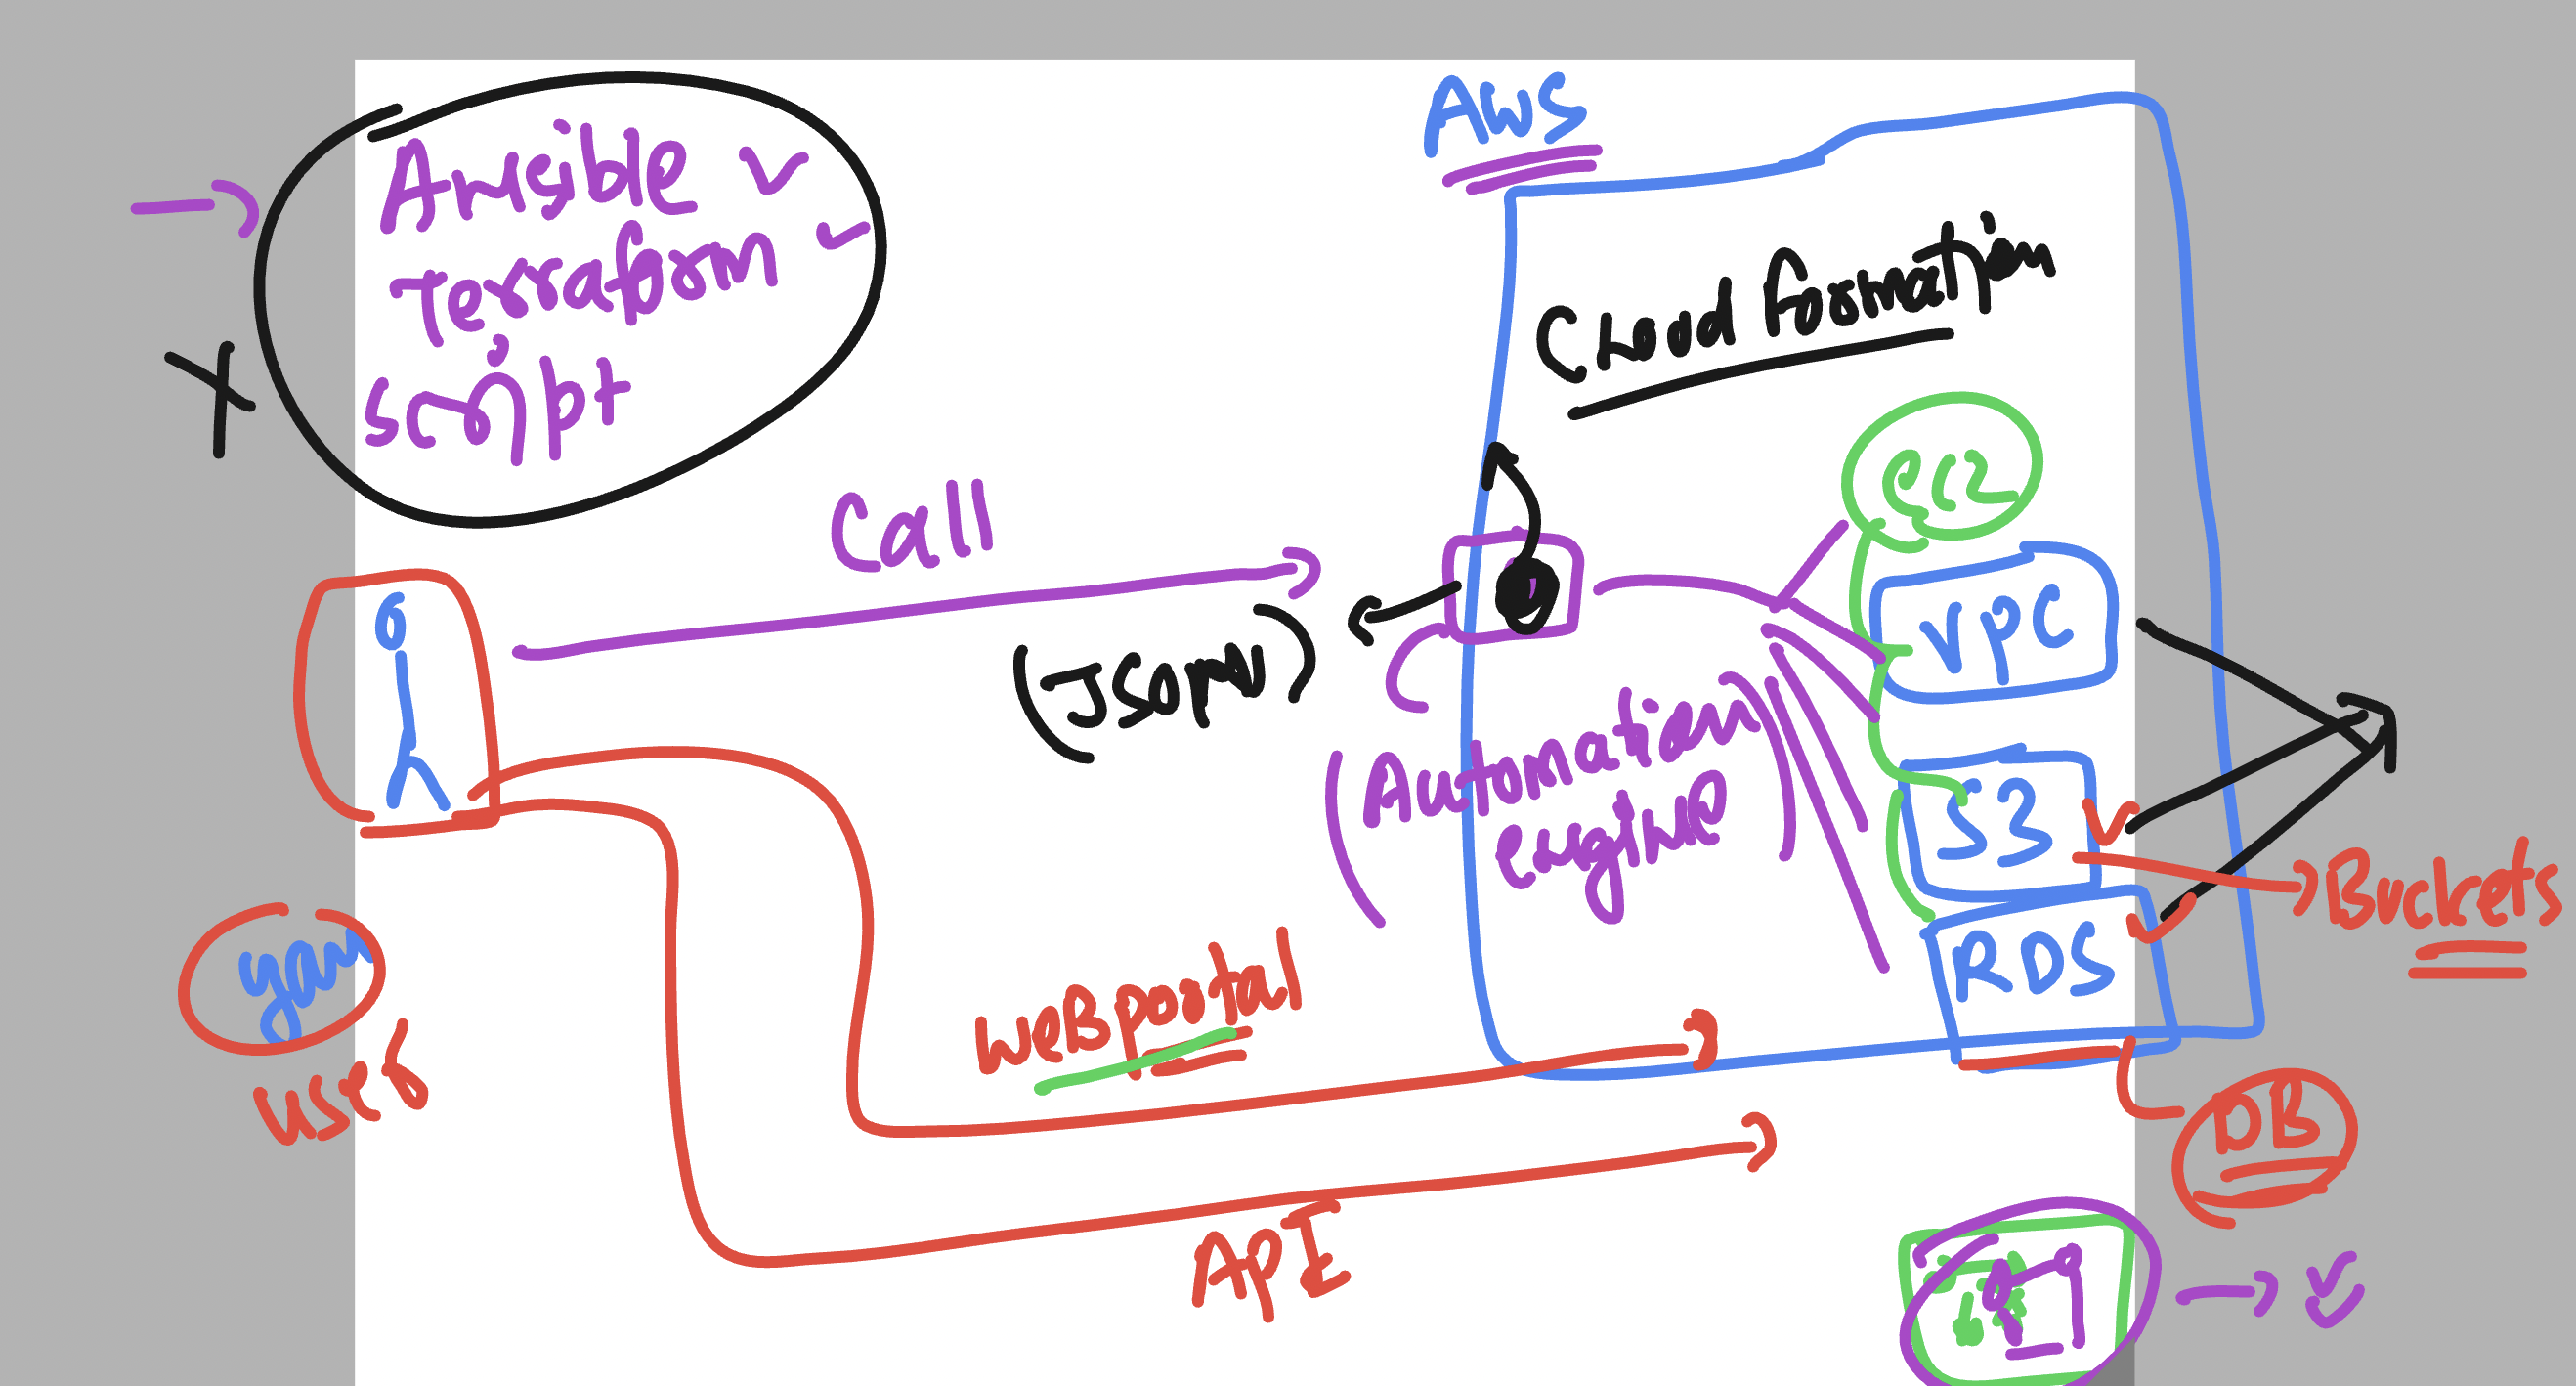 Ansible
Terraform
script
AWS
Cloud Formation
Call
(JSON)
(Automation
engine)
ec2
VPC
S3
RDS
Buckets
DB
you
user
WeBportal
API